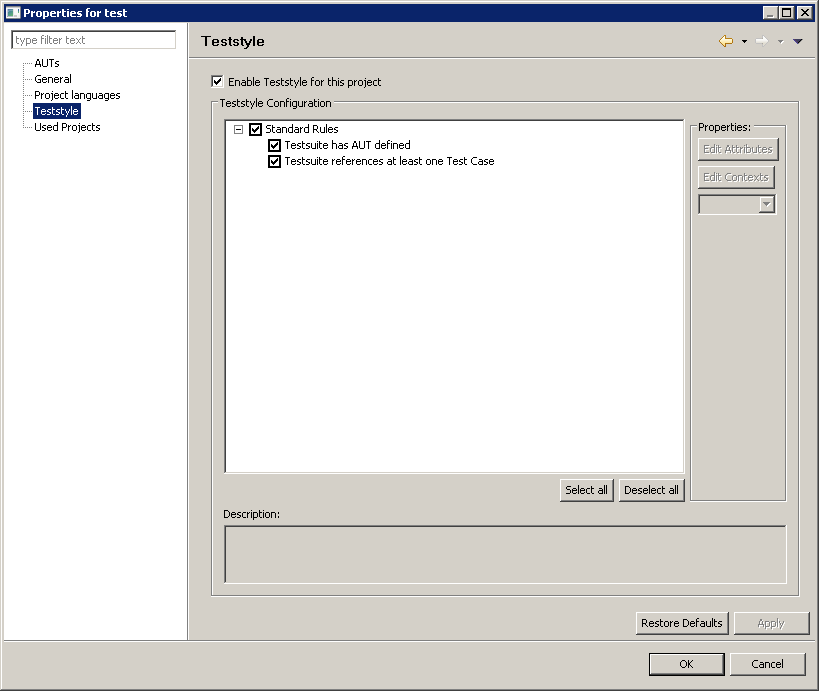 Properties for test
type filter text
AUTs
General
Project languages
Teststyle
Used Projects
Teststyle
Enable Teststyle for this project
Teststyle Configuration
Standard Rules
Testsuite has AUT defined
Testsuite references at least one Test Case
Properties:
Edit Attributes
Edit Contexts
Select all
Deselect all
Description:
Restore Defaults
Apply
OK
Cancel